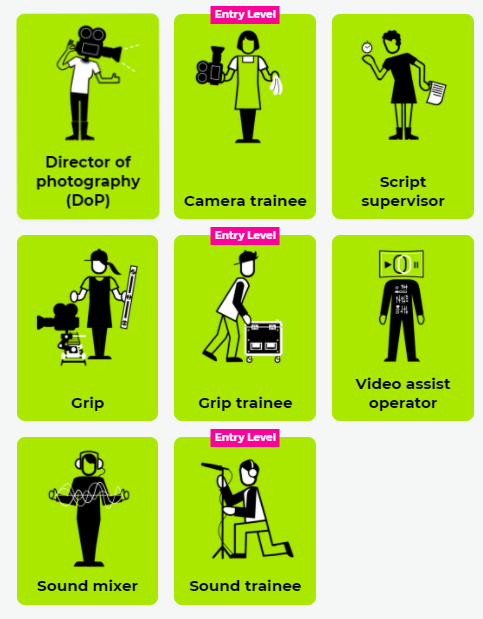 Entry Level
Director of
photography
(DoP)
Camera trainee
Script
supervisor
Entry Level
Grip
Grip trainee
Video assist
operator
Entry Level
Sound mixer
Sound trainee